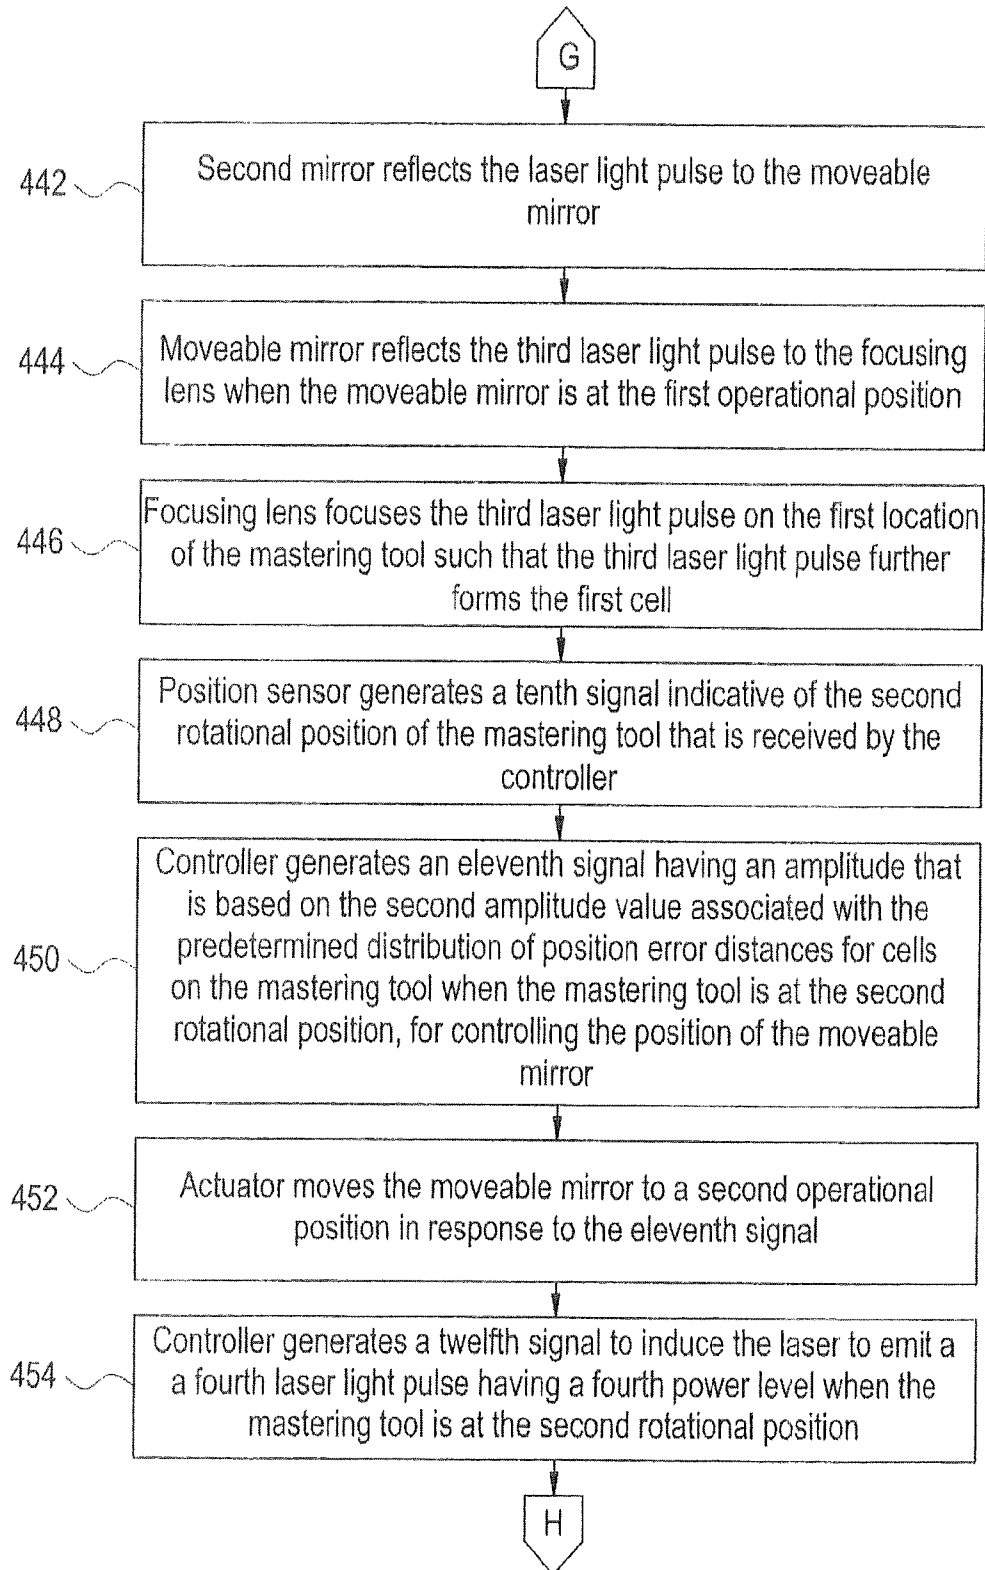 G
442
Second mirror reflects the laser light pulse to the moveable
mirror
444
Moveable mirror reflects the third laser light pulse to the focusing
lens when the moveable mirror is at the first operational position
446
Focusing lens focuses the third laser light pulse on the first location
of the mastering tool such that the third laser light pulse further
forms the first cell
448
Position sensor generates a tenth signal indicative of the second
rotational position of the mastering tool that is received by the
controller
450
Controller generates an eleventh signal having an amplitude that
is based on the second amplitude value associated with the
predetermined distribution of position error distances for cells
on the mastering tool when the mastering tool is at the second
rotational position, for controlling the position of the moveable
mirror
452
Actuator moves the moveable mirror to a second operational
position in response to the eleventh signal
454
Controller generates a twelfth signal to induce the laser to emit a
a fourth laser light pulse having a fourth power level when the
mastering tool is at the second rotational position
H